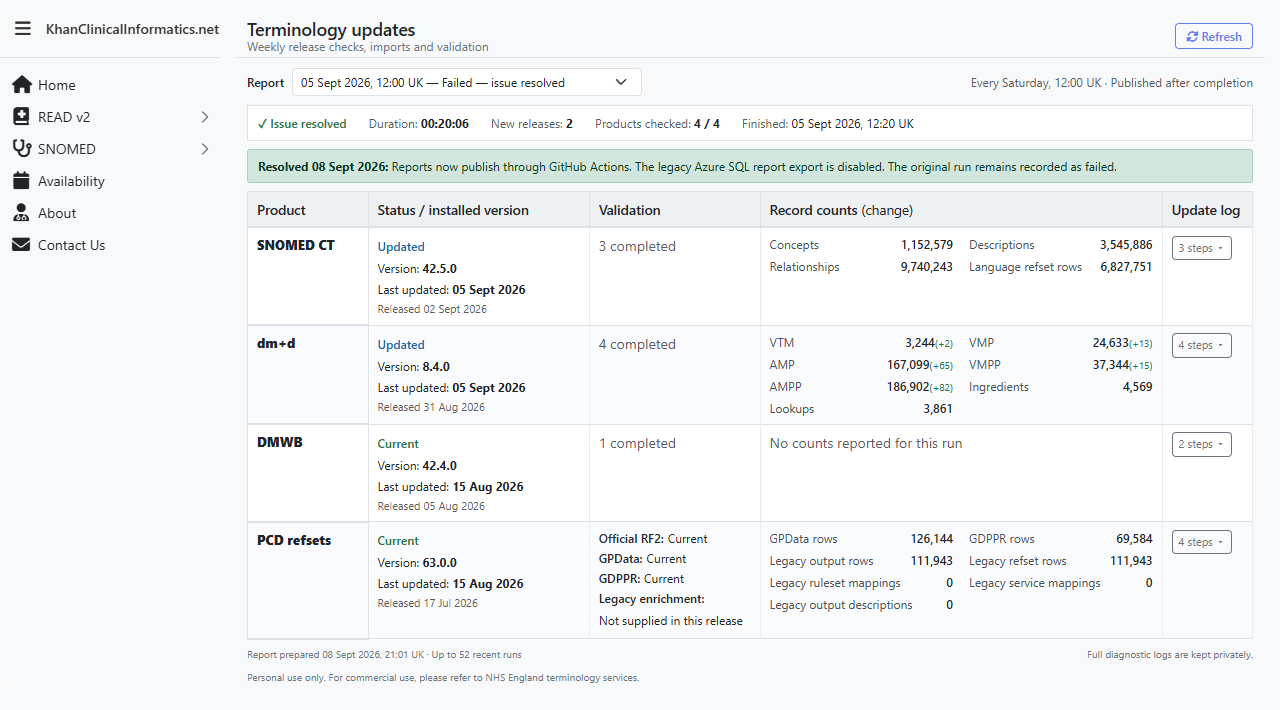 KhanClinicalInformatics.net
Home
READ v2
SNOMED
Availability
About
Contact Us
Terminology updates
Weekly release checks, imports and validation
Refresh
Report
05 Sept 2026, 12:00 UK — Failed — issue resolved
Every Saturday, 12:00 UK · Published after completion
✓ Issue resolved Duration: 00:20:06 New releases: 2 Products checked: 4 / 4 Finished: 05 Sept 2026, 12:20 UK
Resolved 08 Sept 2026: Reports now publish through GitHub Actions. The legacy Azure SQL report export is disabled. The original run remains recorded as failed.
Product Status / installed version Validation Record counts (change) Update log
SNOMED CT
Updated
Version: 42.5.0
Last updated: 05 Sept 2026
Released 02 Sept 2026
3 completed
Concepts 1,152,579 Descriptions 3,545,886
Relationships 9,740,243 Language refset rows 6,827,751
3 steps
dm+d
Updated
Version: 8.4.0
Last updated: 05 Sept 2026
Released 31 Aug 2026
4 completed
VTM 3,244(+2) VMP 24,633(+13)
AMP 167,099(+65) VMPP 37,344(+15)
AMPP 186,902(+82) Ingredients 4,569
Lookups 3,861
4 steps
DMWB
Current
Version: 42.4.0
Last updated: 15 Aug 2026
Released 05 Aug 2026
1 completed
No counts reported for this run
2 steps
PCD refsets
Current
Version: 63.0.0
Last updated: 15 Aug 2026
Released 17 Jul 2026
Official RF2: Current
GPData: Current
GDPPR: Current
Legacy enrichment:
Not supplied in this release
GPData rows 126,144 GDPPR rows 69,584
Legacy output rows 111,943 Legacy refset rows 111,943
Legacy ruleset mappings 0 Legacy service mappings 0
Legacy output descriptions 0
4 steps
Report prepared 08 Sept 2026, 21:01 UK · Up to 52 recent runs
Full diagnostic logs are kept privately.
Personal use only. For commercial use, please refer to NHS England terminology services.